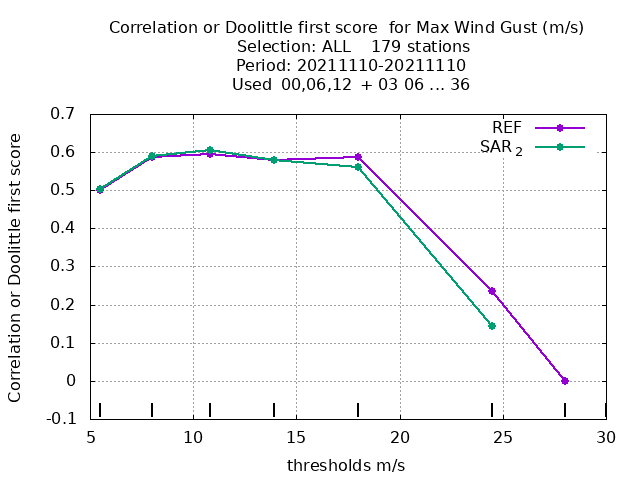 Correlation or Doolittle first score  for Max Wind Gust (m/s)
Selection: ALL    179 stations
Period: 20211110-20211110
Used  00,06,12  + 03 06 ... 36
Correlation or Doolittle first score
0.7
0.6
0.5
0.4
0.3
0.2
0.1
0
-0.1
REF
SAR 2
5 10 15 20 25 30
thresholds m/s